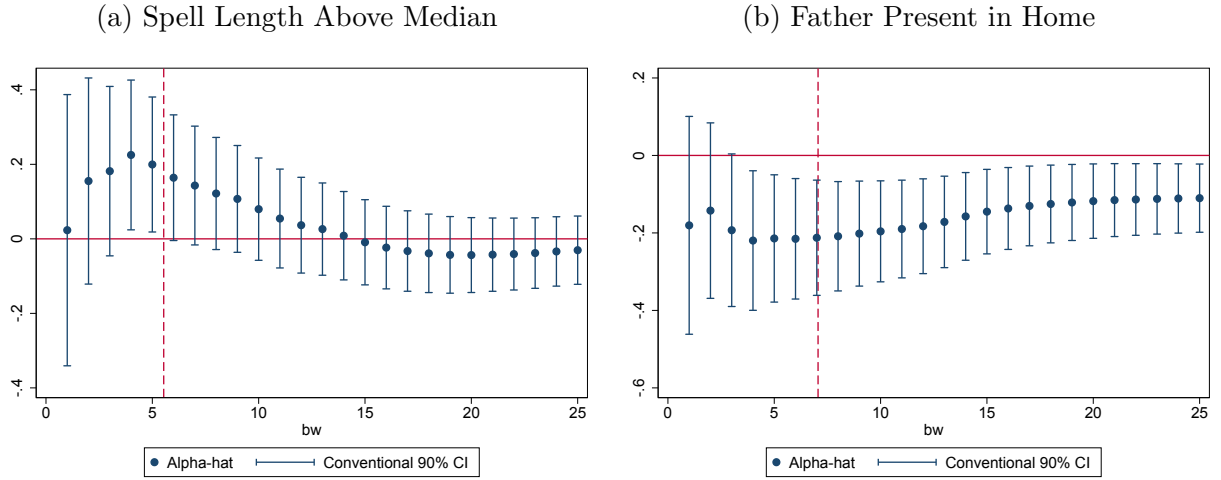 (a) Spell Length Above Median
(b) Father Present in Home
.4
.2
0
-.2
-.4
0 5 10 15 20 25
bw
Alpha-hat Conventional 90% CI
.2
0
-.2
-.4
-.6
0 5 10 15 20 25
bw
Alpha-hat Conventional 90% CI